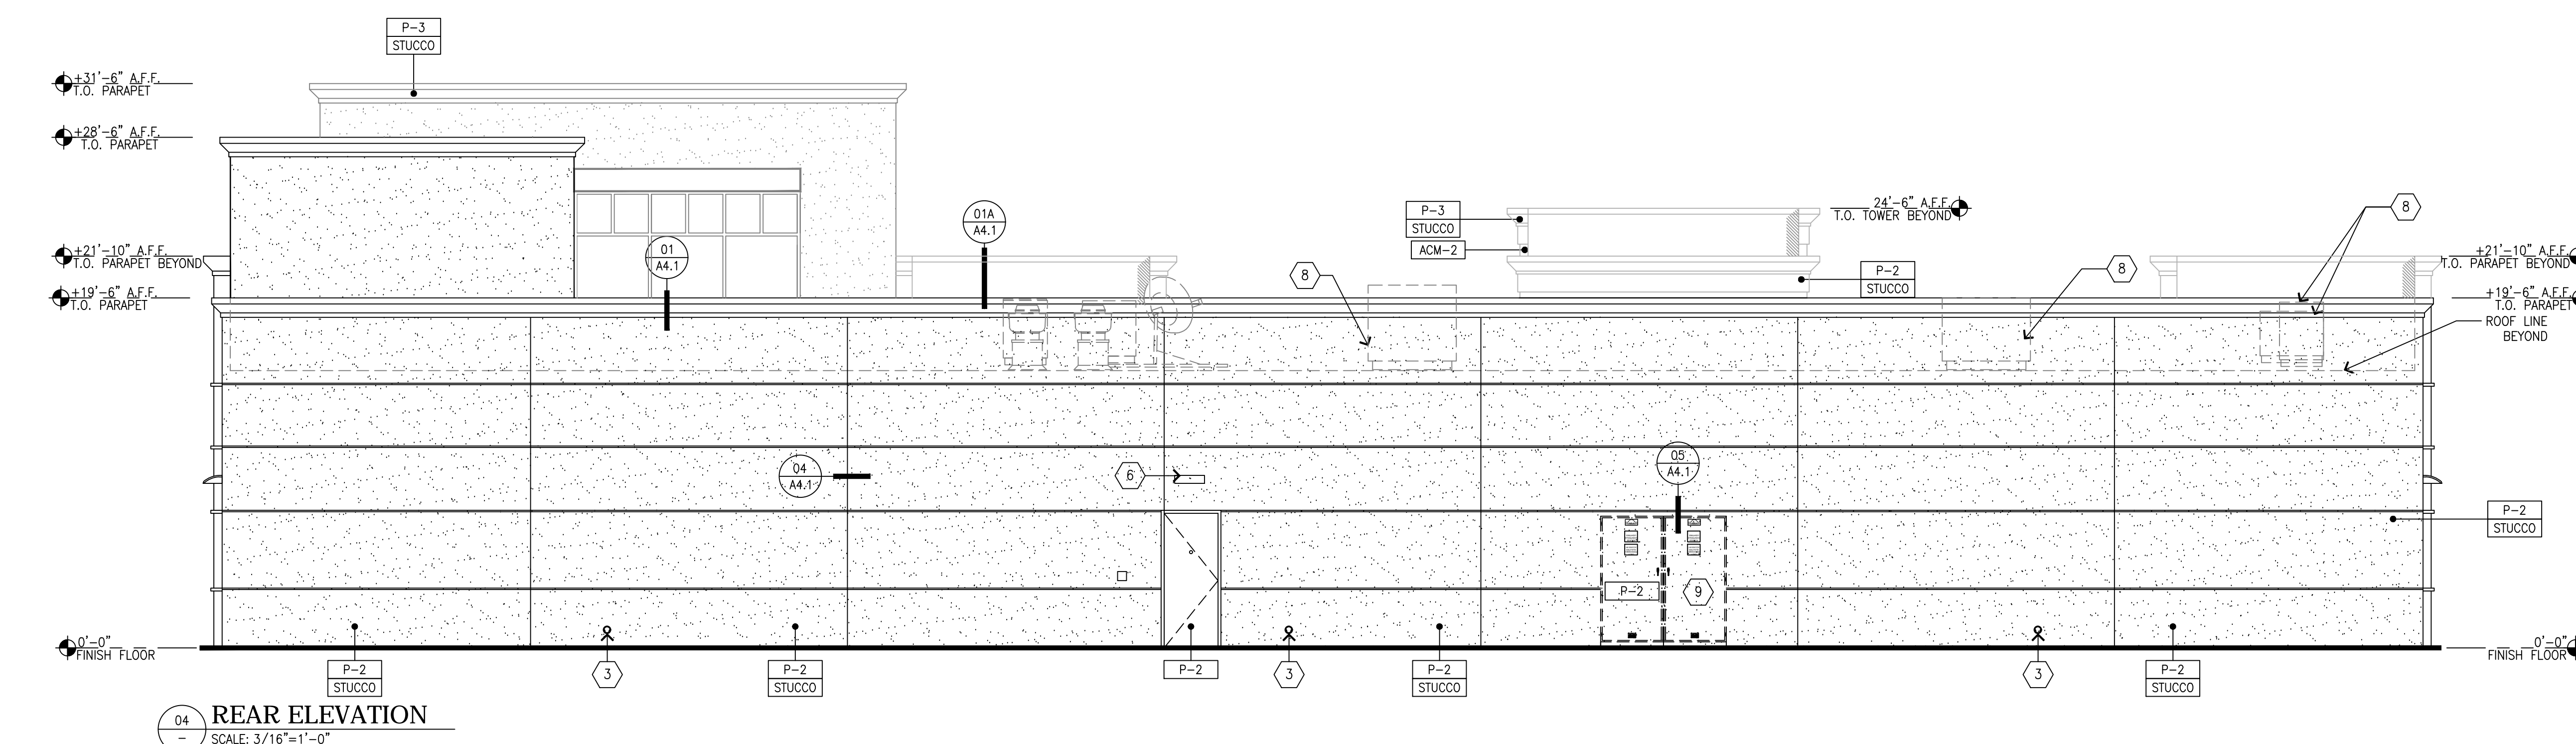 P-3
STUCCO
+31'-6" A.F.F.
T.O. PARAPET
+28'-6" A.F.F.
T.O. PARAPET
+21'-10" A.F.F.
T.O. PARAPET BEYOND
+19'-6" A.F.F.
T.O. PARAPET
01
A4.1
01A
A4.1
8
P-3
STUCCO
ACM-2
24'-6" A.F.F.
T.O. TOWER BEYOND
P-2
STUCCO
8
8
+21'-10" A.F.F.
T.O. PARAPET BEYOND
+19'-6" A.F.F.
T.O. PARAPET
ROOF LINE
BEYOND
04
A4.1
6
05
A4.1
P-2
STUCCO
P-2
9
0'-0"
FINISH FLOOR
0'-0"
FINISH FLOOR
P-2
STUCCO
3
P-2
STUCCO
P-2
3
P-2
STUCCO
3
P-2
STUCCO
04
-
REAR ELEVATION
SCALE: 3/16"=1'-0"